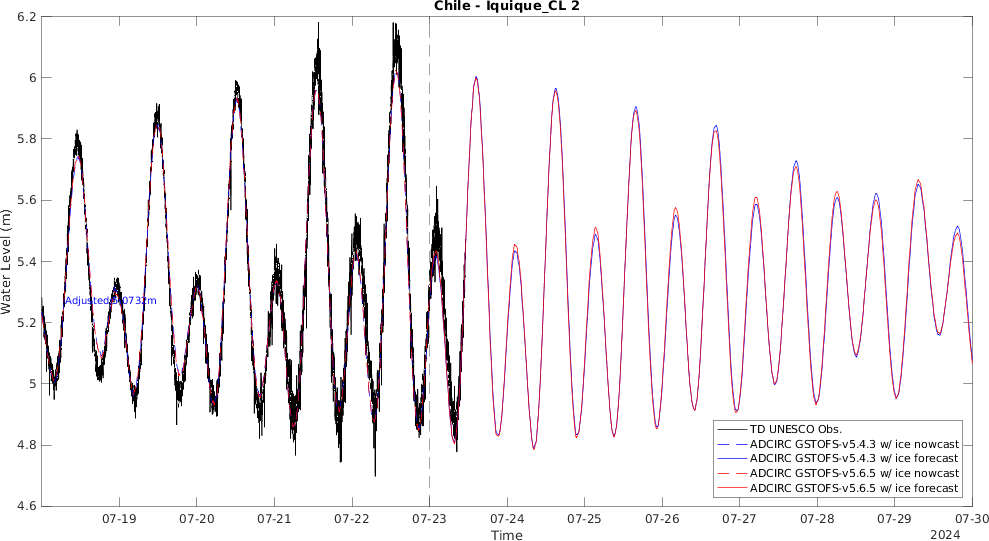 Chile - Iquique_CL 2
Water Level (m)
6.2
6
5.8
5.6
5.4
5.2
5
4.8
4.6
TD UNESCO Obs.
ADCIRC GSTOFS-v5.4.3 w/ ice nowcast
ADCIRC GSTOFS-v5.4.3 w/ ice forecast
ADCIRC GSTOFS-v5.6.5 w/ ice nowcast
ADCIRC GSTOFS-v5.6.5 w/ ice forecast
07-19 07-20 07-21 07-22 07-23 07-24 07-25 07-26 07-27 07-28 07-29 07-30
Time
2024